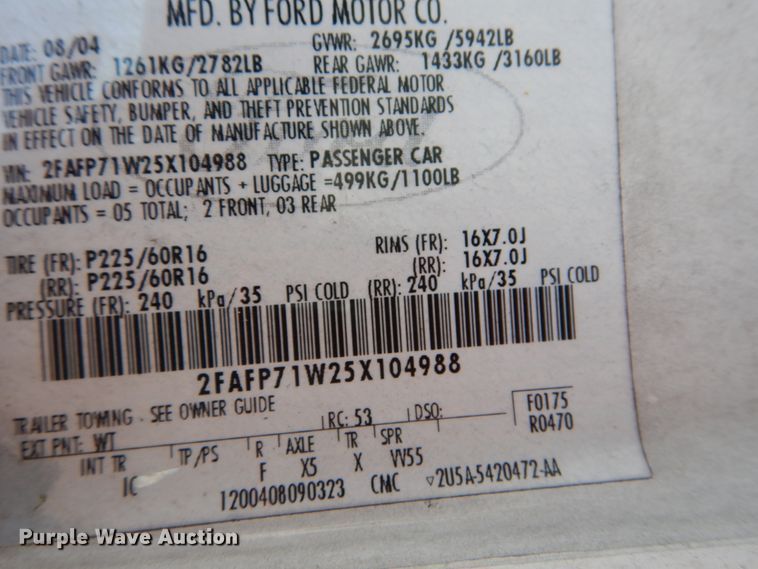 MFD. BY FORD MOTOR CO.
DATE: 08/04 GVWR: 2695KG /5942LB
FRONT GAWR: 1261KG/2782LB REAR GAWR: 1433KG /3160LB
THIS VEHICLE CONFORMS TO ALL APPLICABLE FEDERAL MOTOR
VEHICLE SAFETY, BUMPER, AND THEFT PREVENTION STANDARDS
IN EFFECT ON THE DATE OF MANUFACTURE SHOWN ABOVE.
VIN: 2FAFP71W25X104988 TYPE: PASSENGER CAR
MAXIMUM LOAD = OCCUPANTS + LUGGAGE =499KG/1100LB
OCCUPANTS = 05 TOTAL; 2 FRONT, 03 REAR
TIRE (FR): P225/60R16 RIMS (FR): 16X7.0J
(RR): P225/60R16 (RR): 16X7.0J
PRESSURE (FR): 240 kPa/35 PSI COLD (RR): 240 kPa/35 PSI COLD
2FAFP71W25X104988
TRAILER TOWING - SEE OWNER GUIDE
EXT PNT: WT RC: 53 DSO: F0175
R0470
INT TR TP/PS R AXLE TR SPR
IC F X5 X VV55
1200408090323 CMC ▽2U5A-5420472-AA
Purple Wave Auction